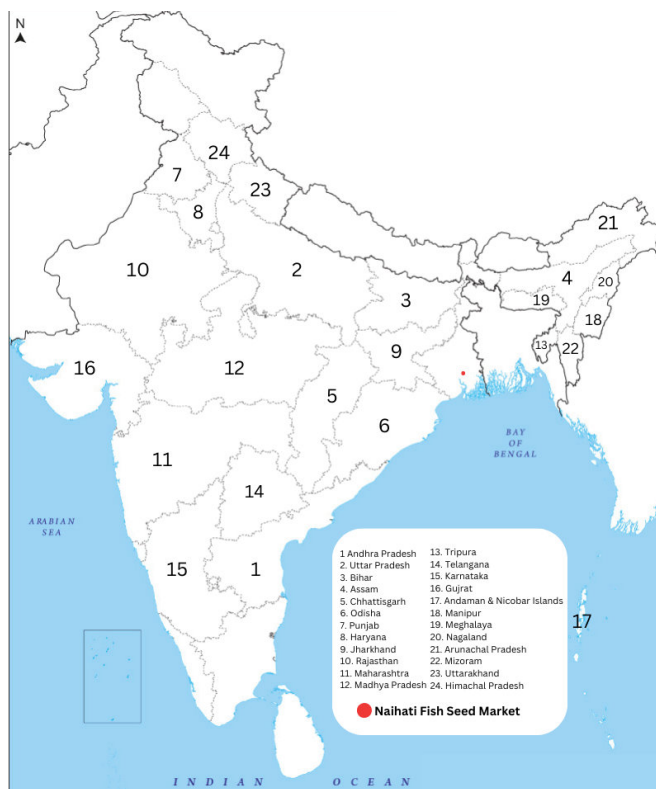 N
24
7
23
8
21
10
2
4
20
3
19
18
13
22
9
16
12
5
6
BAY
OF
BENGAL
11
14
ARABIAN
SEA
15
1
17
1 Andhra Pradesh
2. Uttar Pradesh
3. Bihar
4. Assam
5. Chhattisgarh
6. Odisha
7. Punjab
8. Haryana
9. Jharkhand
10. Rajasthan
11. Maharashtra
12. Madhya Pradesh
13. Tripura
14. Telangana
15. Karnataka
16. Gujrat
17. Andaman & Nicobar Islands
18. Manipur
19. Meghalaya
20. Nagaland
21. Arunachal Pradesh
22. Mizoram
23. Uttarakhand
24. Himachal Pradesh
Naihati Fish Seed Market
INDIAN OCEAN